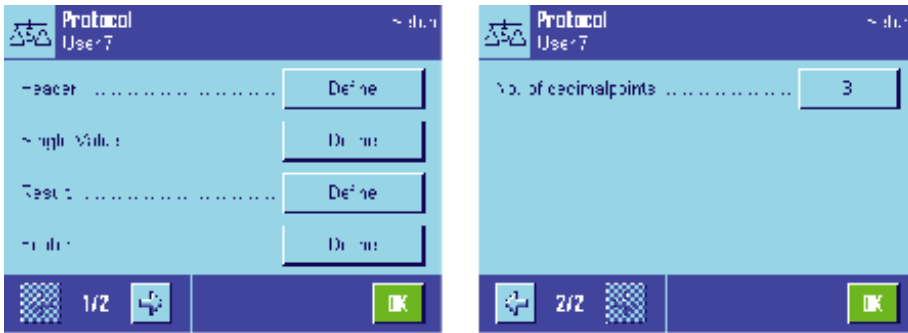 Protocol
User 7
Header .......................... Define
Single Value Define
Result .......................... Define
Define
1/2 OK
Protocol
User 7
No. of decimalpoints ................. 3
2/2 OK